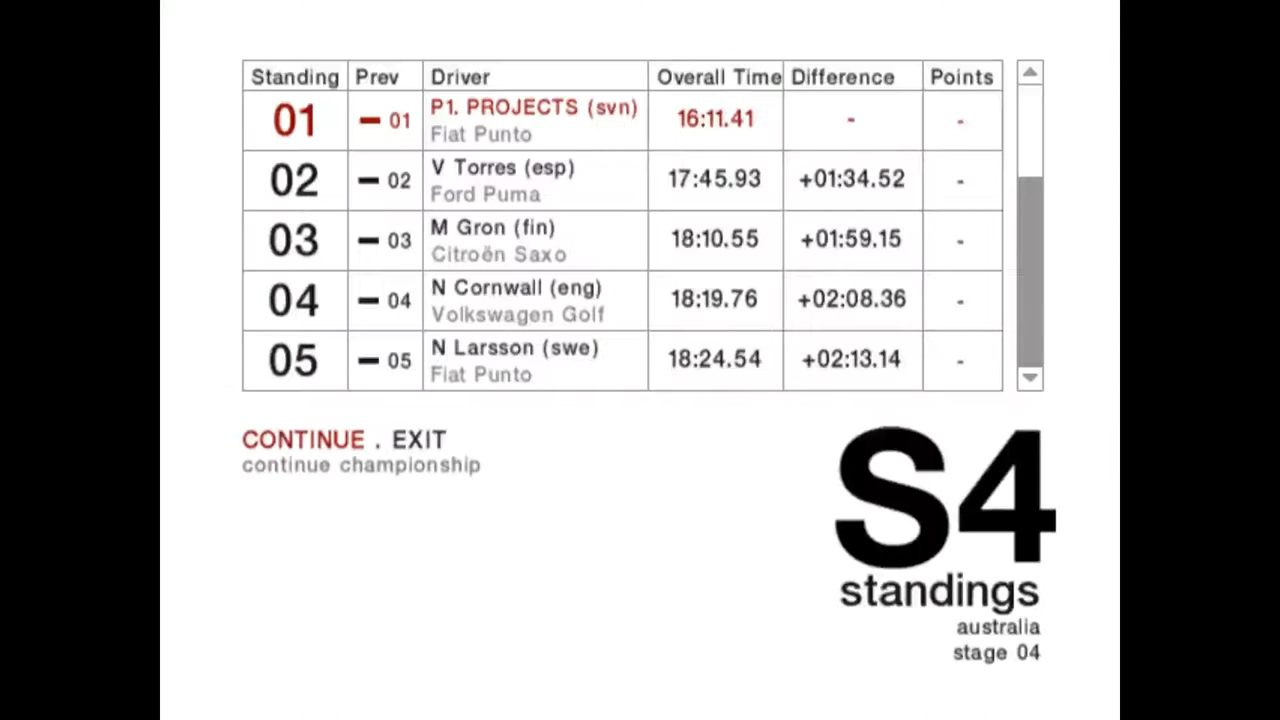 Standing Prev Driver Overall Time Difference Points
01 01 P1. PROJECTS (svn) 16:11.41 - -
Fiat Punto
02 02 V Torres (esp) 17:45.93 +01:34.52 -
Ford Puma
03 03 M Gron (fin) 18:10.55 +01:59.15 -
Citroën Saxo
04 04 N Cornwall (eng) 18:19.76 +02:08.36 -
Volkswagen Golf
05 05 N Larsson (swe) 18:24.54 +02:13.14 -
Fiat Punto
CONTINUE . EXIT
continue championship
S4
standings
australia
stage 04